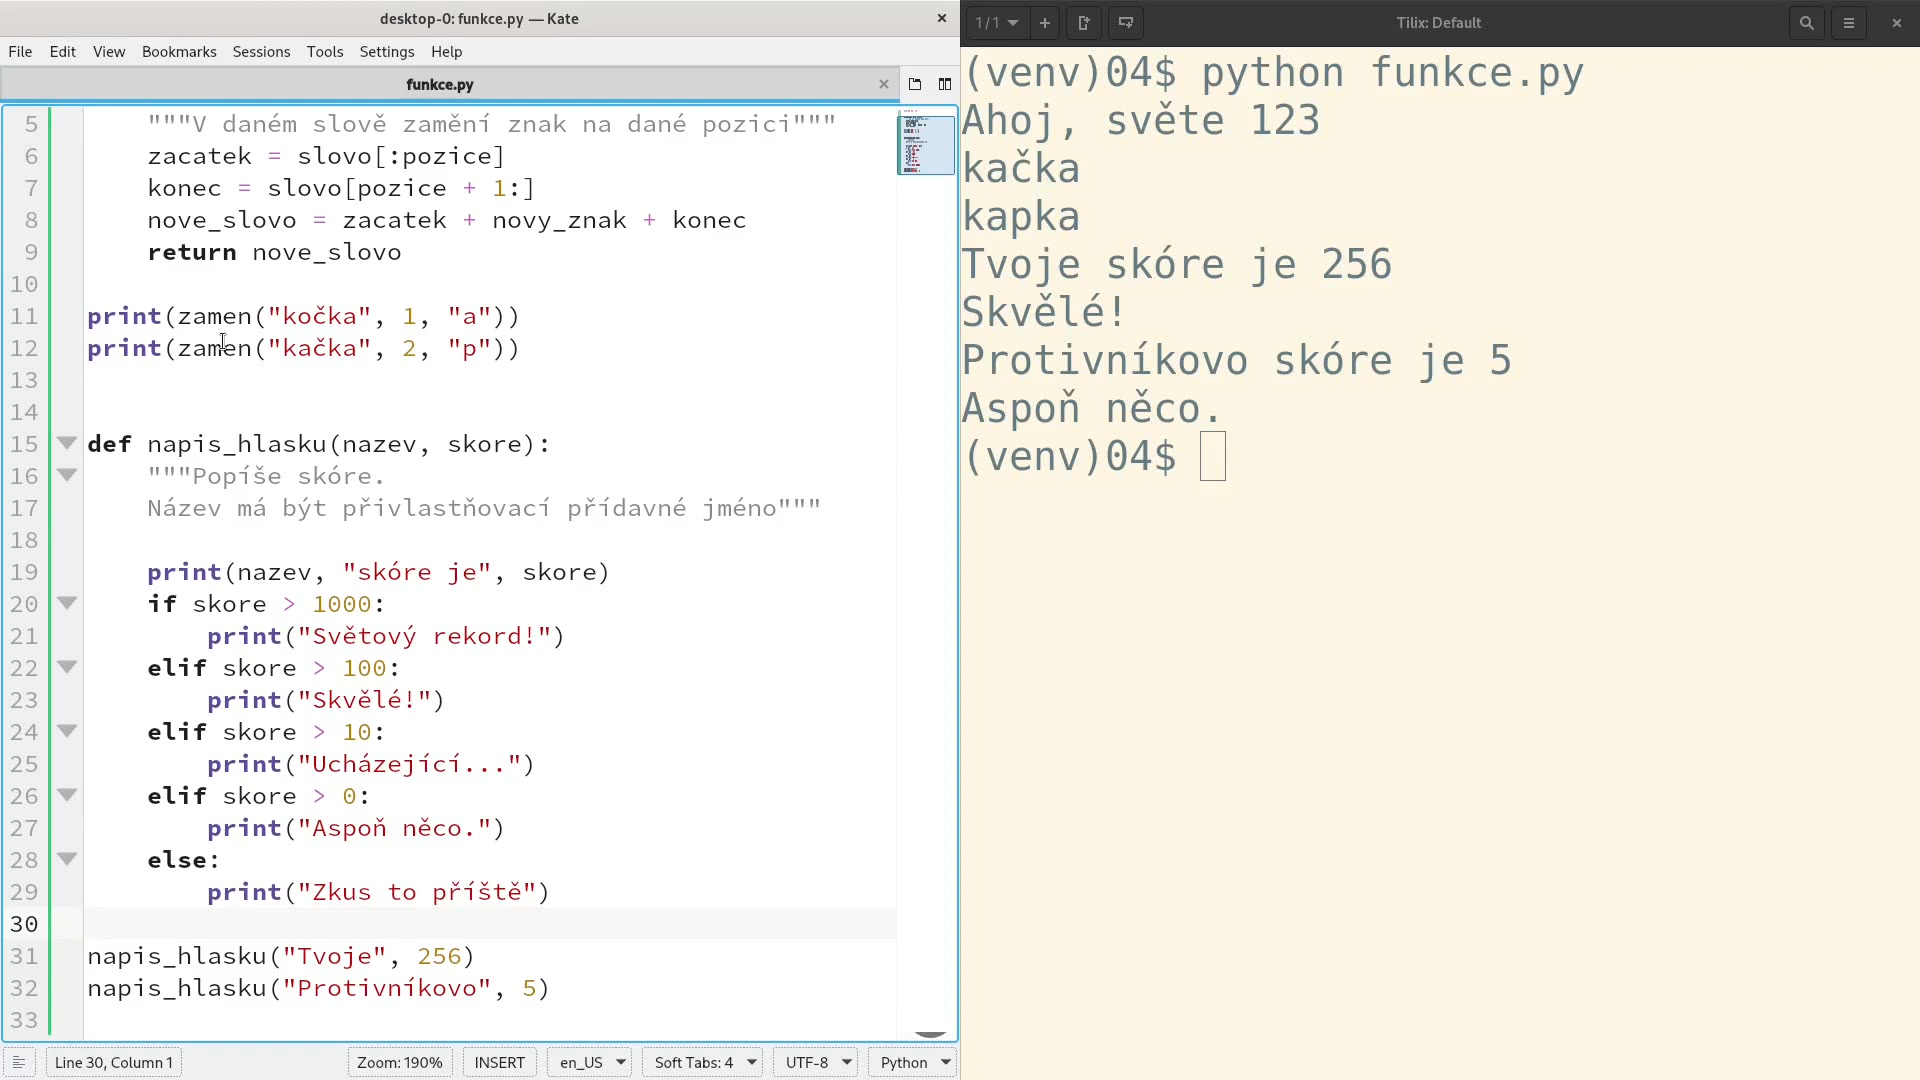 desktop-0: funkce.py — Kate
File Edit View Bookmarks Sessions Tools Settings Help
funkce.py
5 """V daném slově zamění znak na dané pozici"""
6 zacatek = slovo[:pozice]
7 konec = slovo[pozice + 1:]
8 nove_slovo = zacatek + novy_znak + konec
9 return nove_slovo
10
11 print(zamen("kočka", 1, "a"))
12 print(zamen("kačka", 2, "p"))
13
14
15 def napis_hlasku(nazev, skore):
16 """Popíše skóre.
17 Název má být přivlastňovací přídavné jméno"""
18
19 print(nazev, "skóre je", skore)
20 if skore > 1000:
21 print("Světový rekord!")
22 elif skore > 100:
23 print("Skvělé!")
24 elif skore > 10:
25 print("Ucházející...")
26 elif skore > 0:
27 print("Aspoň něco.")
28 else:
29 print("Zkus to příště")
30
31 napis_hlasku("Tvoje", 256)
32 napis_hlasku("Protivníkovo", 5)
33
Line 30, Column 1 Zoom: 190% INSERT en_US Soft Tabs: 4 UTF-8 Python
1 / 1 Tilix: Default
(venv)04$ python funkce.py
Ahoj, světe 123
kačka
kapka
Tvoje skóre je 256
Skvělé!
Protivníkovo skóre je 5
Aspoň něco.
(venv)04$